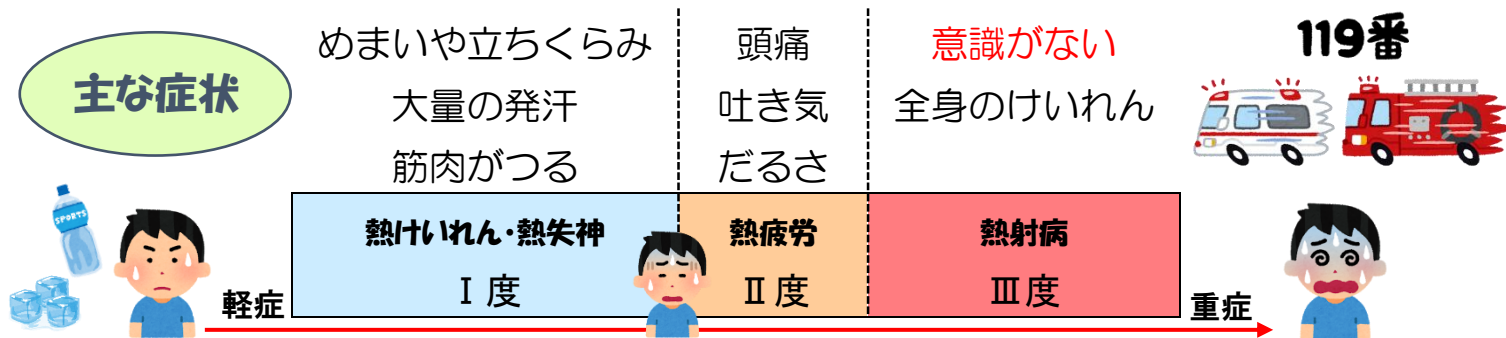 主な症状
めまいや立ちくらみ
大量の発汗
筋肉がつる
頭痛
吐き気
だるさ
意識がない
全身のけいれん
119番
SPORTS
軽症
熱けいれん・熱失神
Ⅰ度
熱疲労
Ⅱ度
熱射病
Ⅲ度
重症